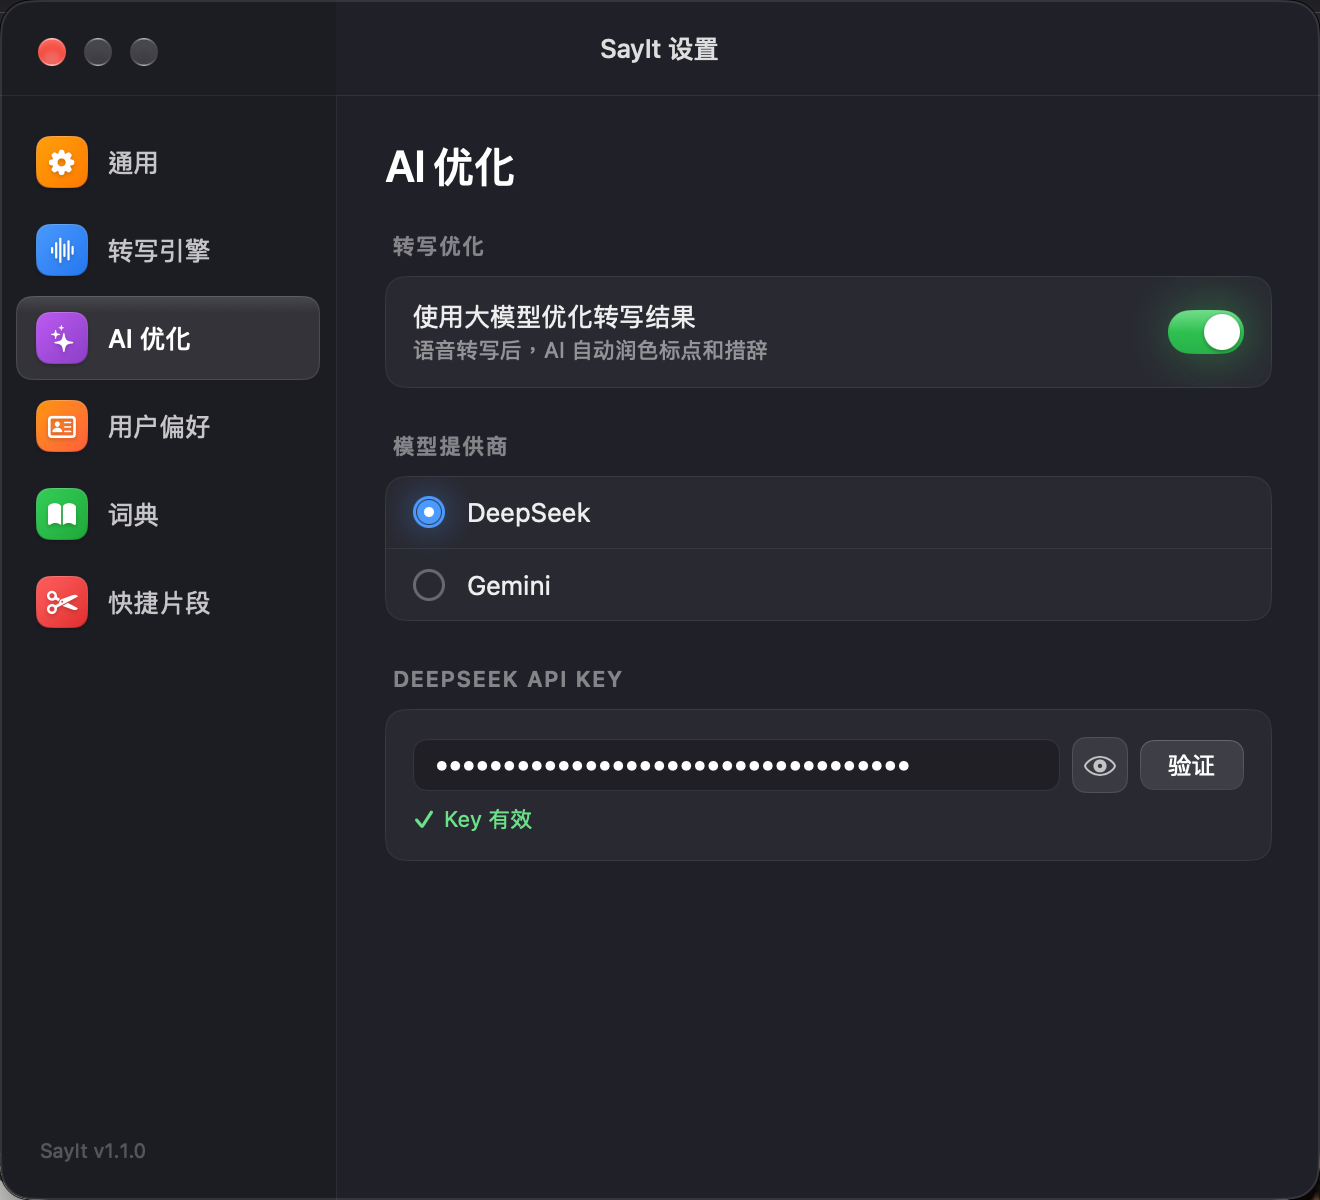 SayIt 设置
通用
转写引擎
AI 优化
用户偏好
词典
快捷片段
SayIt v1.1.0
AI 优化
转写优化
使用大模型优化转写结果
语音转写后，AI 自动润色标点和措辞
模型提供商
DeepSeek
Gemini
DEEPSEEK API KEY
••••••••••••••••••••••••••••••••••• 验证
✓ Key 有效